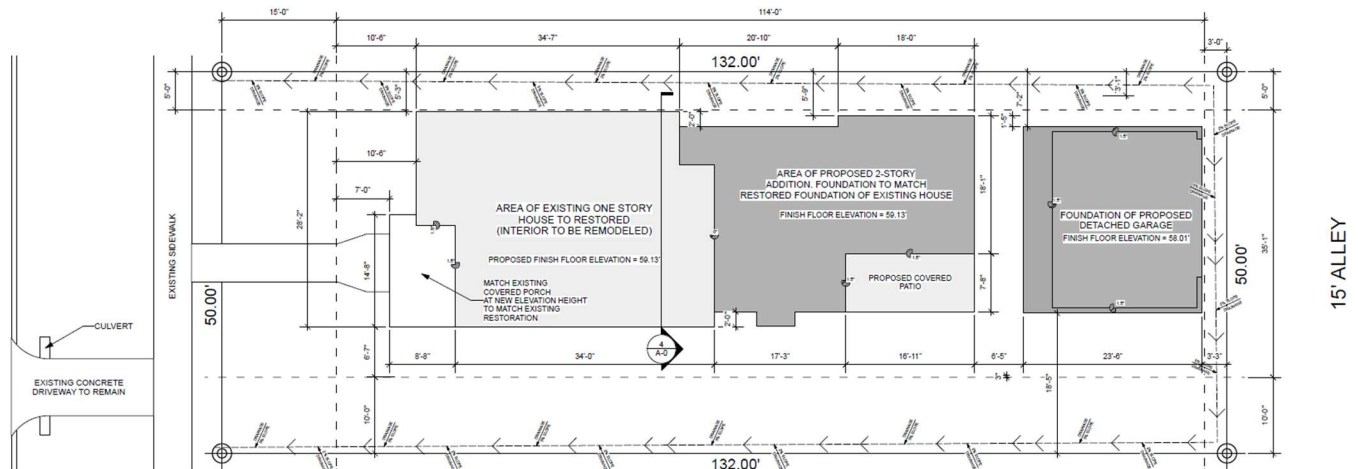 15'-0"
114'-0"
10'-6"
34'-7"
20'-10"
18'-0"
3'-0"
132.00'
5'-0"
5'-3"
5'-9"
7'-2"
3'-1"
5'-0"
2'-0"
1'-5"
10'-6"
7'-0"
28'-2"
14'-8"
AREA OF EXISTING ONE STORY
HOUSE TO RESTORED
(INTERIOR TO BE REMODELED)
PROPOSED FINISH FLOOR ELEVATION = 59.13'
MATCH EXISTING
COVERED PORCH
AT NEW ELEVATION HEIGHT
TO MATCH EXISTING
RESTORATION
AREA OF PROPOSED 2-STORY
ADDITION. FOUNDATION TO MATCH
RESTORED FOUNDATION OF EXISTING HOUSE
FINISH FLOOR ELEVATION = 59.13'
PROPOSED COVERED
PATIO
18'-1"
7'-8"
FOUNDATION OF PROPOSED
DETACHED GARAGE
FINISH FLOOR ELEVATION = 58.01'
35'-1"
50.00'
15' ALLEY
EXISTING SIDEWALK
50.00'
CULVERT
EXISTING CONCRETE
DRIVEWAY TO REMAIN
2'-0"
4
A-0
6'-7"
8'-8"
34'-0"
17'-3"
16'-11"
6'-5"
23'-6"
3'-3"
3"
18'-5"
10'-0"
10'-0"
132.00'